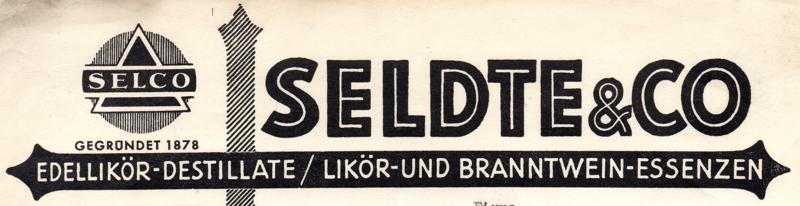 SELCO
GEGRÜNDET 1878
SELDTE & CO
EDELLIKÖR-DESTILLATE / LIKÖR-UND BRANNTWEIN-ESSENZEN